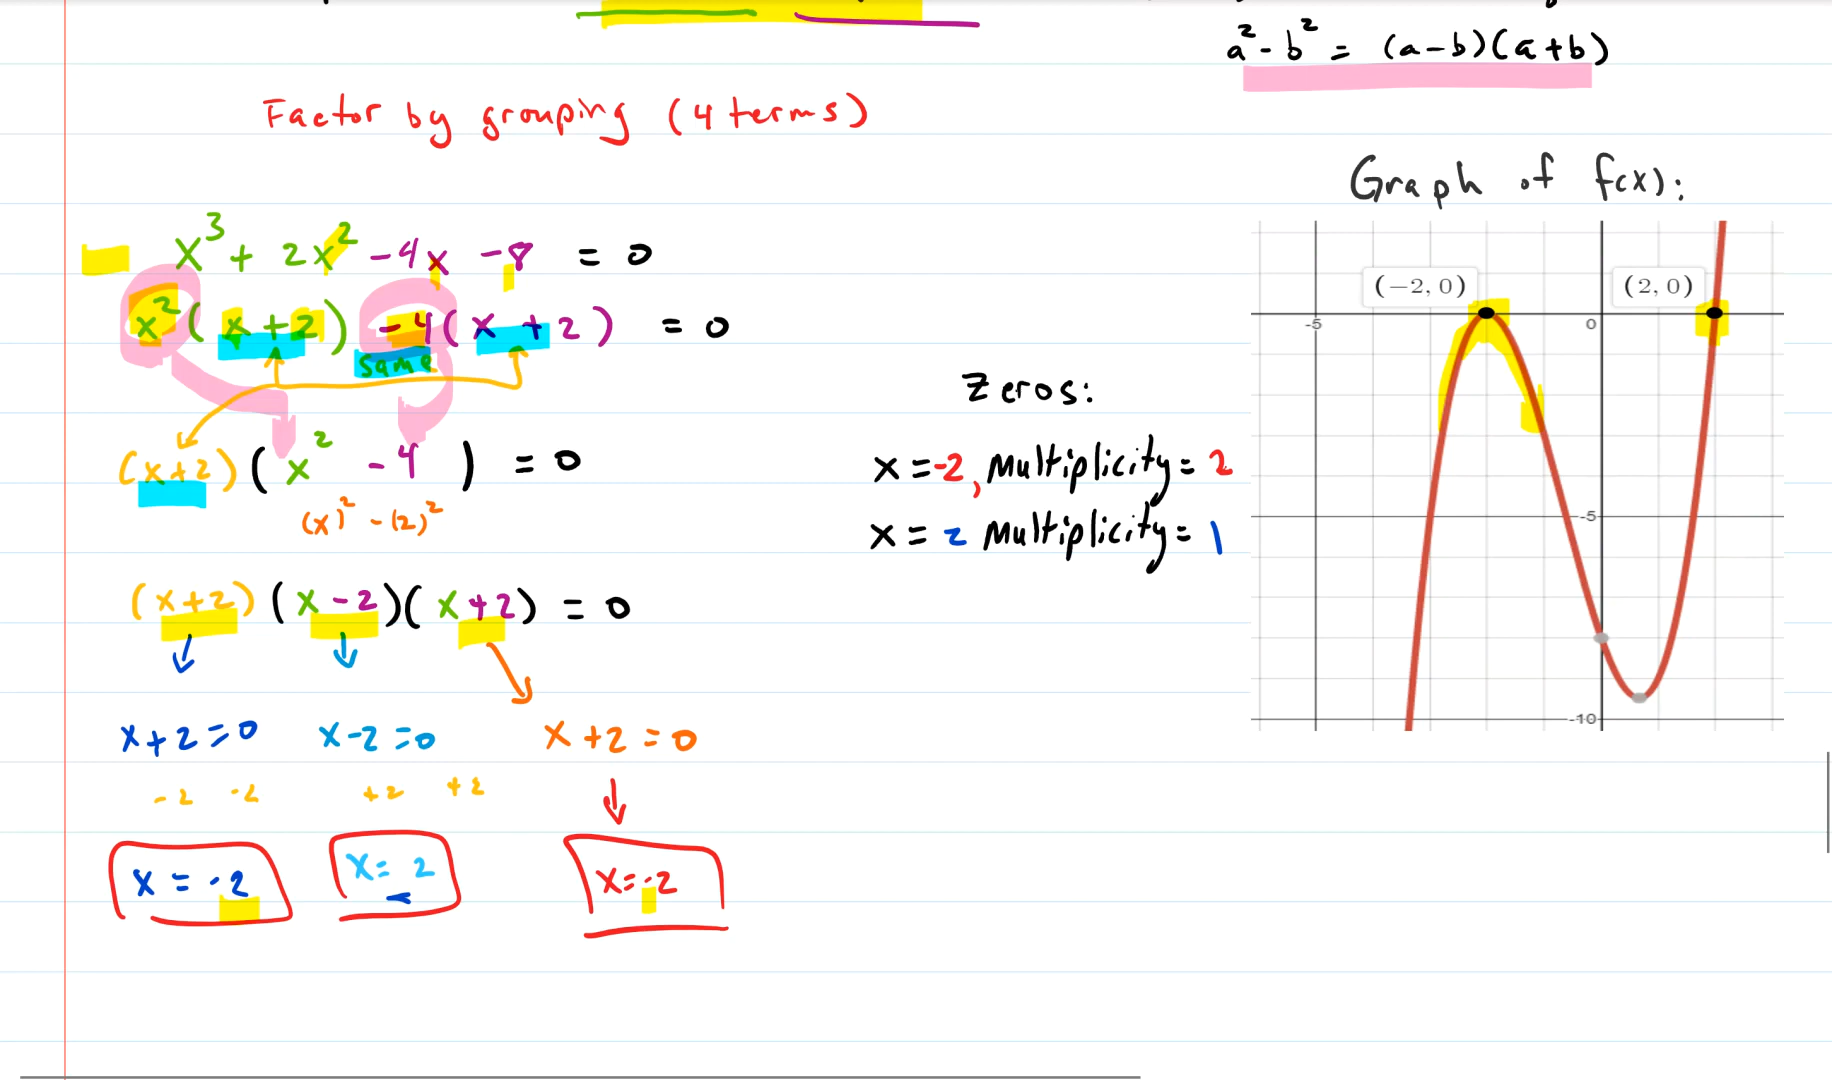 a² - b² = (a-b)(a+b)
Factor by grouping (4 terms)
Graph of f(x):
x³ + 2x² - 4x - 8 = 0
x²(x+2) -4(x+2) = 0
same
(x+2)(x² - 4) = 0
(x)² - (2)²
(x+2)(x-2)(x+2) = 0
x+2=0 x-2=0 x+2=0
-2 -2 +2 +2
x = -2 x = 2 x = -2
Zeros:
x = -2, Multiplicity = 2
x = 2 Multiplicity = 1
(−2, 0) (2, 0)
-5 0
-5
-10